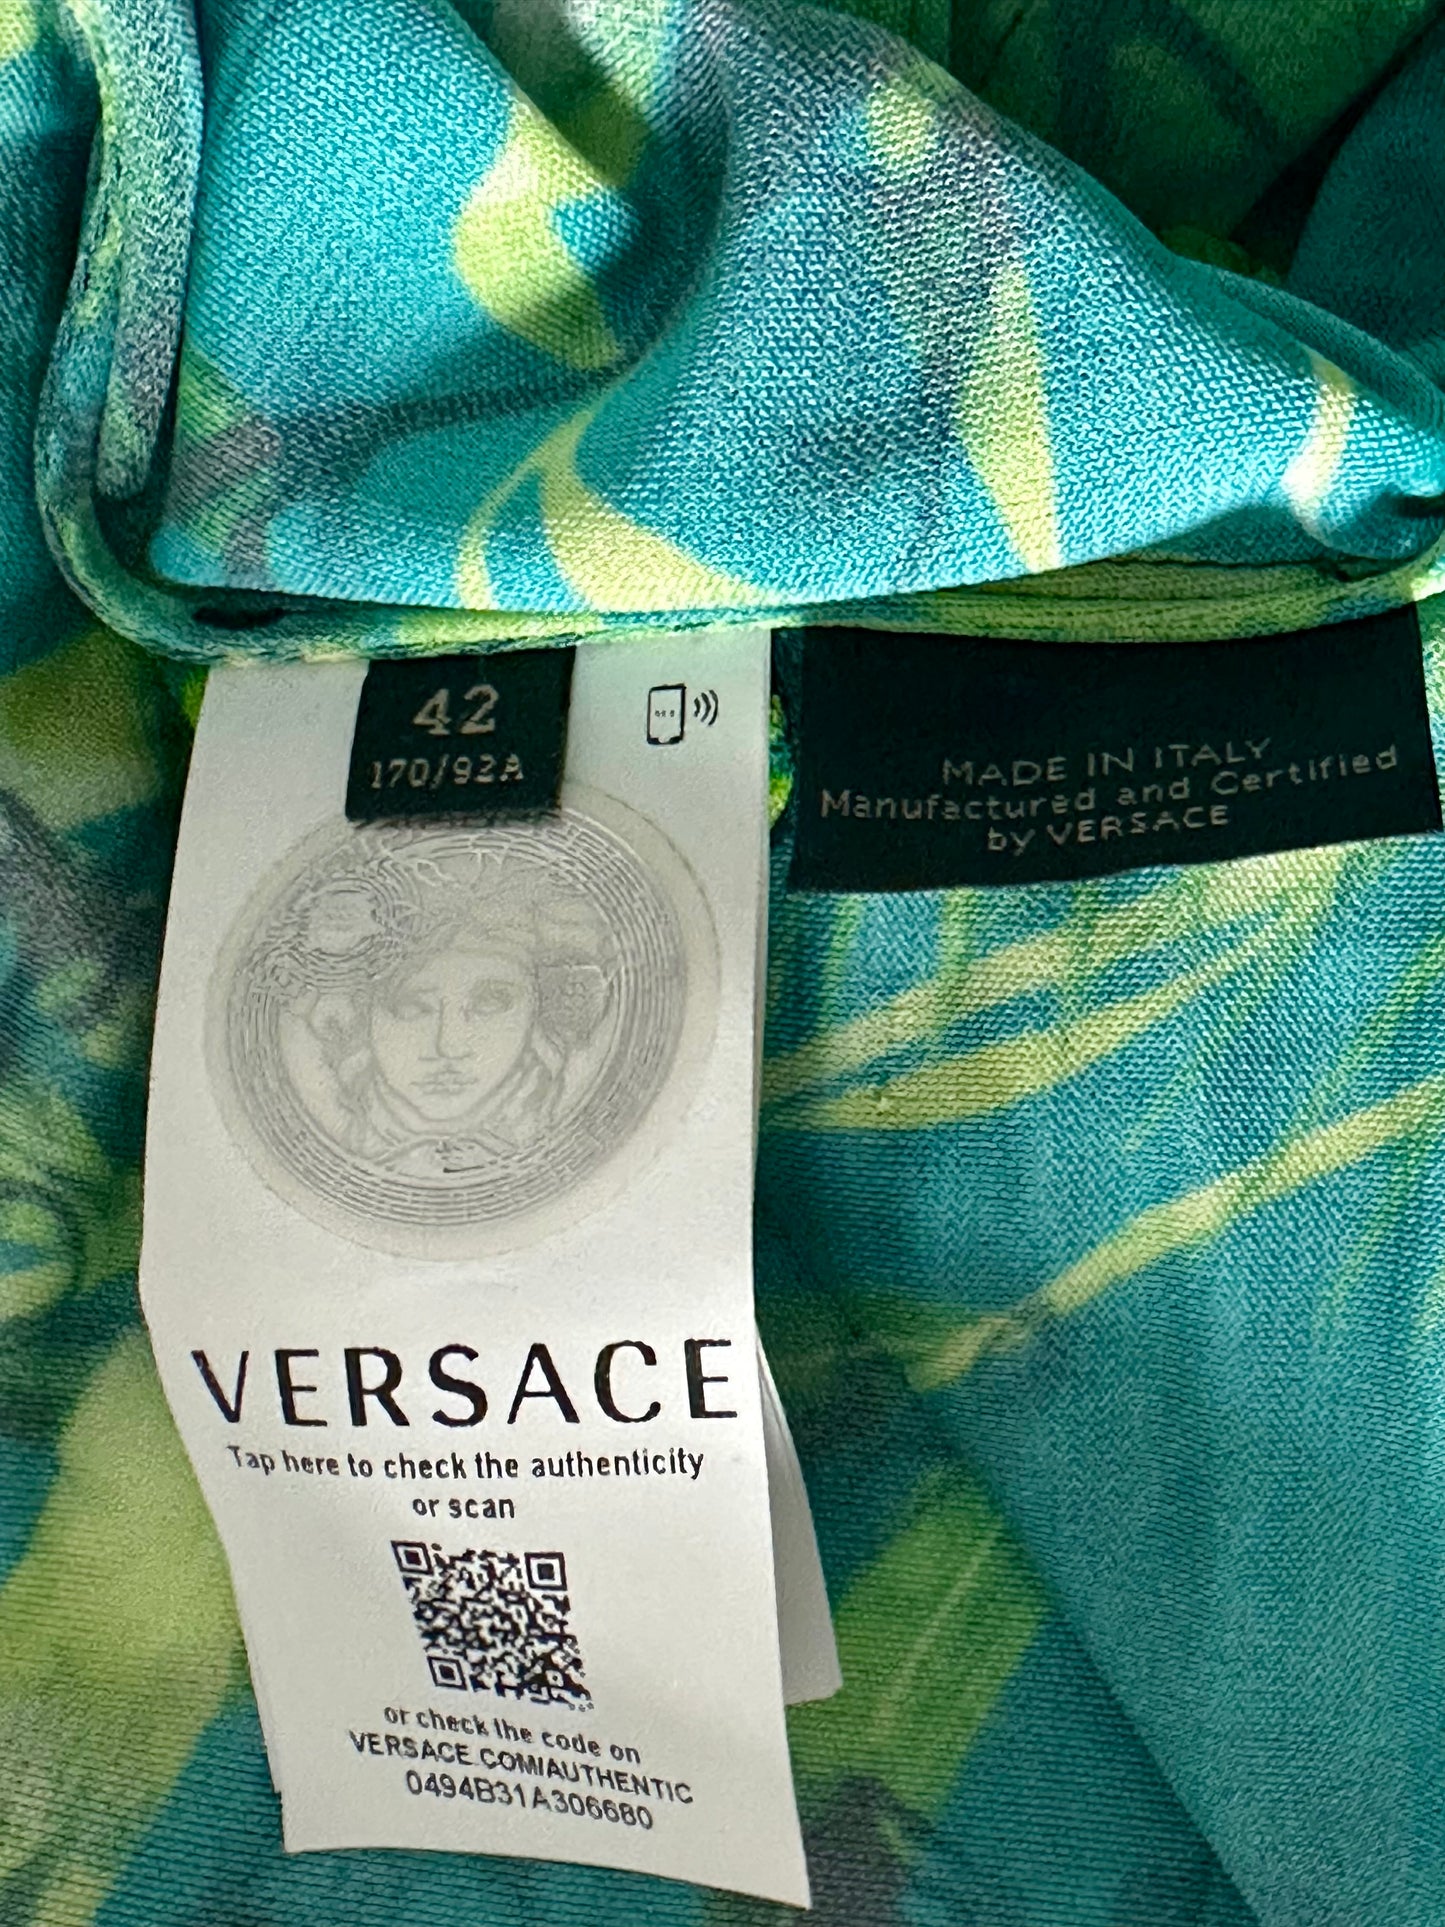 42
170/92A
MADE IN ITALY
Manufactured and Certified
by VERSACE
VERSACE
Tap here to check the authenticity
or scan
or check the code on
VERSACE.COM/AUTHENTIC
0494B31A306680